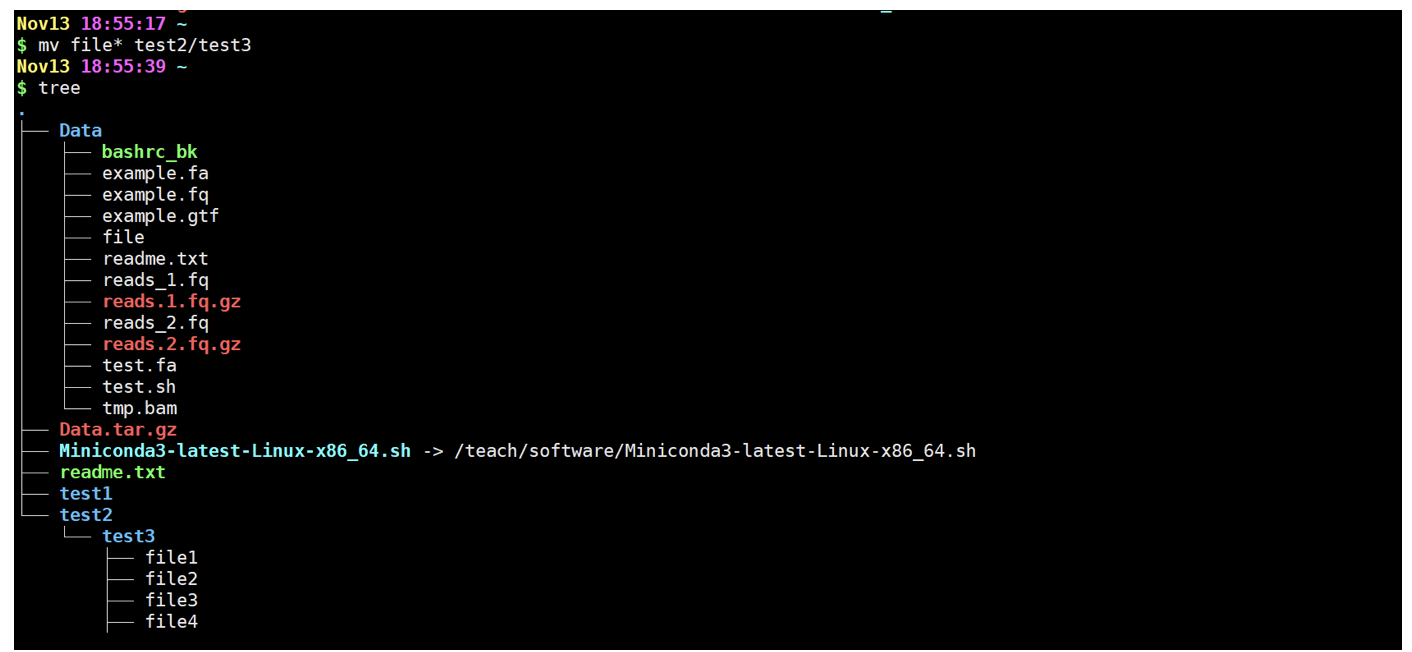 Nov13 18:55:17 ~
$ mv file* test2/test3
Nov13 18:55:39 ~
$ tree
.
├── Data
│   ├── bashrc_bk
│   ├── example.fa
│   ├── example.fq
│   ├── example.gtf
│   ├── file
│   ├── readme.txt
│   ├── reads_1.fq
│   ├── reads.1.fq.gz
│   ├── reads_2.fq
│   ├── reads.2.fq.gz
│   ├── test.fa
│   ├── test.sh
│   └── tmp.bam
├── Data.tar.gz
├── Miniconda3-latest-Linux-x86_64.sh -> /teach/software/Miniconda3-latest-Linux-x86_64.sh
├── readme.txt
├── test1
└── test2
    └── test3
        ├── file1
        ├── file2
        ├── file3
        ├── file4